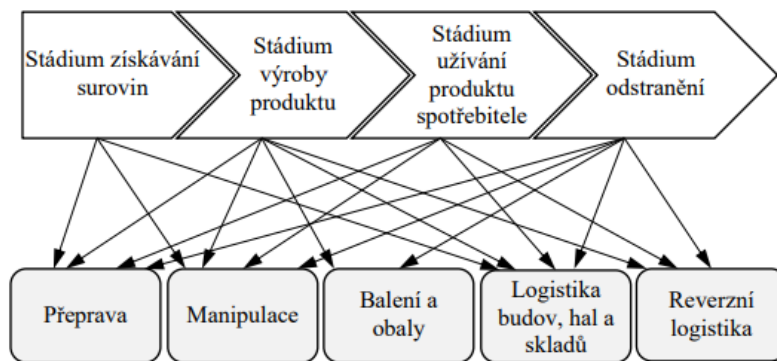 Stádium získávání
surovin
Stádium
výroby
produktu
Stádium
užívání
produktu
spotřebitele
Stádium
odstranění
Přeprava
Manipulace
Balení a
obaly
Logistika
budov, hal a
skladů
Reverzní
logistika